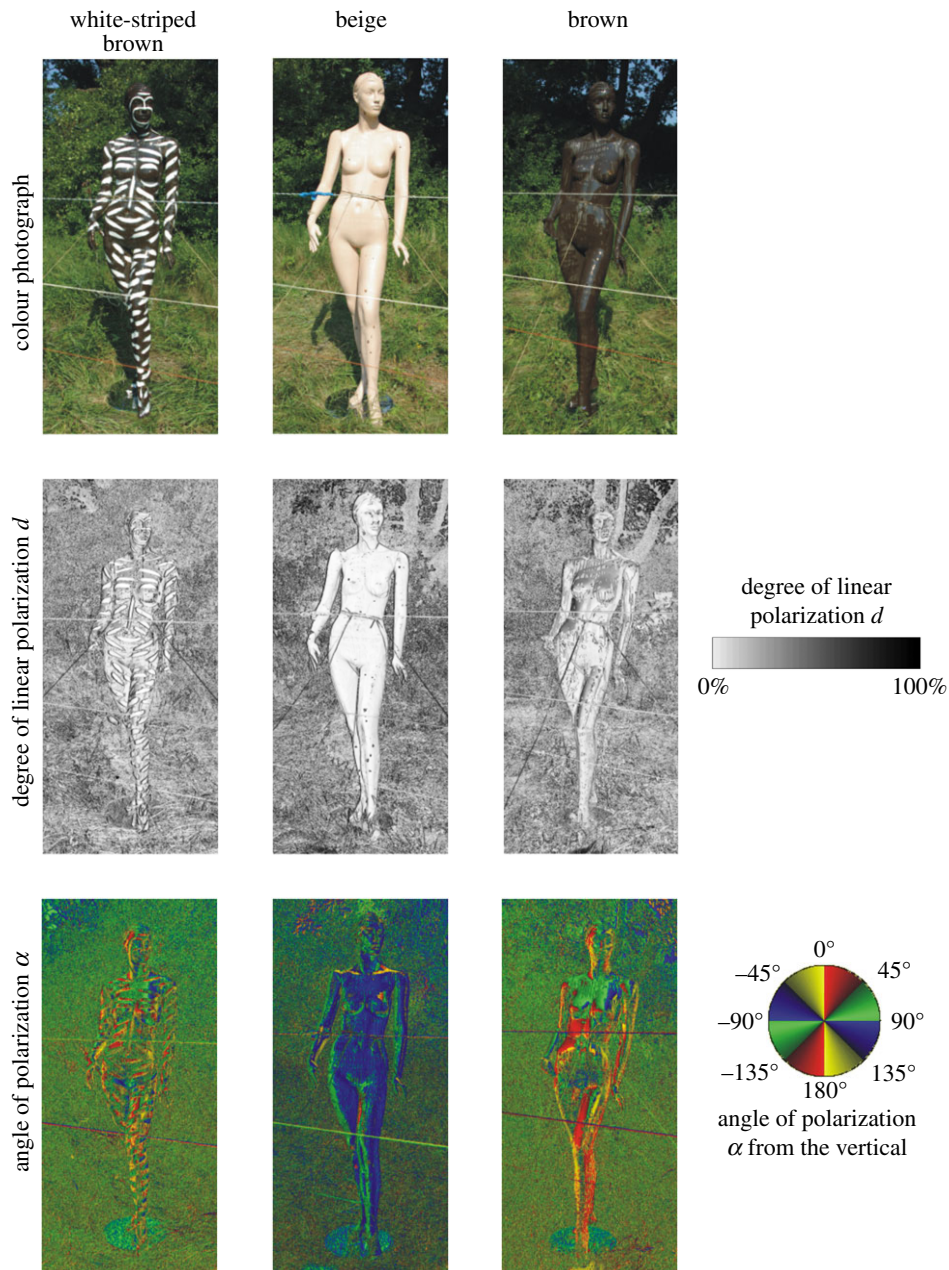 white-striped
brown
beige
brown
colour photograph
degree of linear polarization d
degree of linear
polarization d
0%
100%
angle of polarization α
0°
–45°
45°
–90°
90°
–135°
135°
180°
angle of polarization
α from the vertical